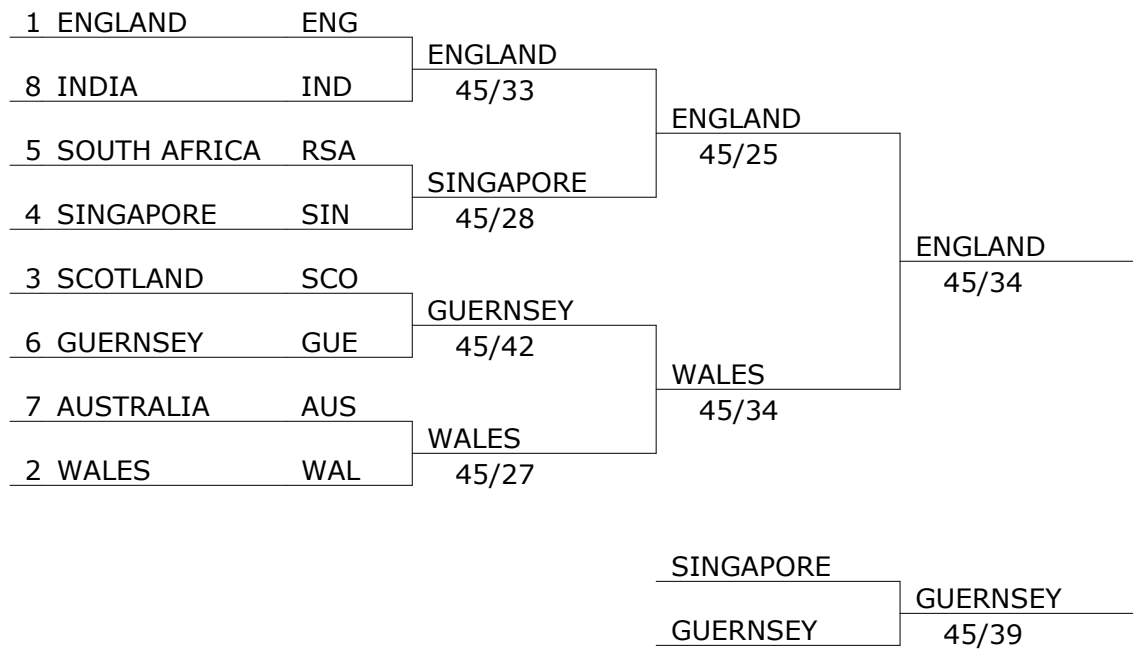 1 ENGLAND ENG
ENGLAND
8 INDIA IND
45/33
ENGLAND
5 SOUTH AFRICA RSA
45/25
SINGAPORE
4 SINGAPORE SIN
45/28
ENGLAND
3 SCOTLAND SCO
45/34
GUERNSEY
6 GUERNSEY GUE
45/42
WALES
7 AUSTRALIA AUS
45/34
WALES
2 WALES WAL
45/27
SINGAPORE
GUERNSEY
GUERNSEY
45/39